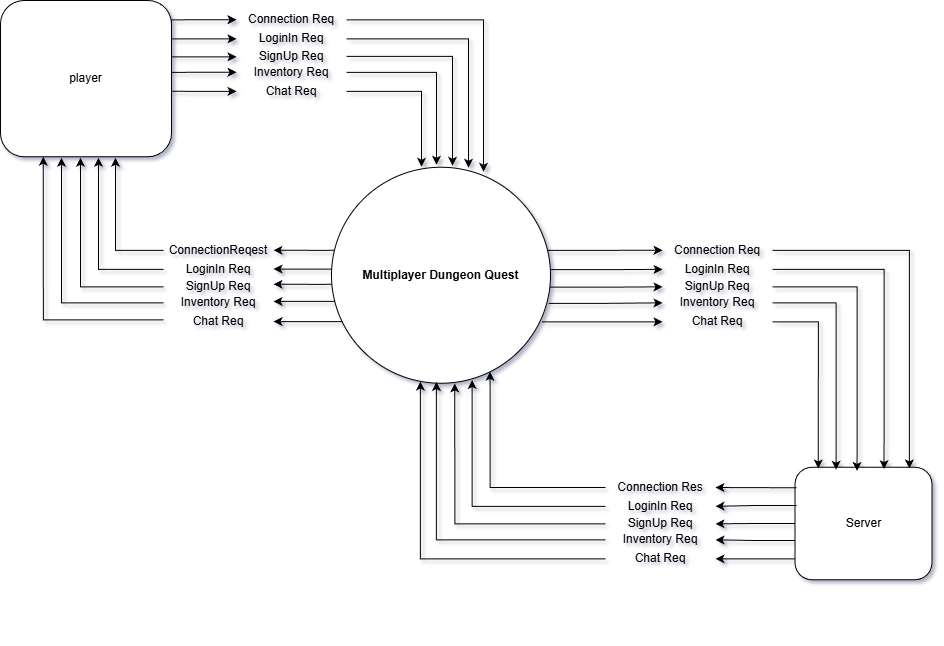 Connection Req
LoginIn Req
SignUp Req
Inventory Req
Chat Req
player
ConnectionReqest
LoginIn Req
SignUp Req
Inventory Req
Chat Req
Multiplayer Dungeon Quest
Connection Req
LoginIn Req
SignUp Req
Inventory Req
Chat Req
Connection Res
LoginIn Req
SignUp Req
Inventory Req
Chat Req
Server